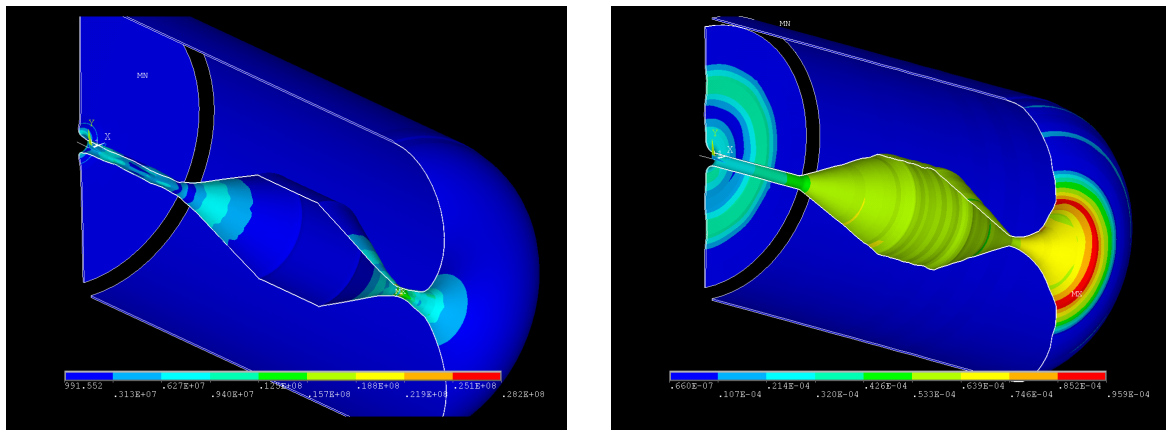 MN
Y
X
991.552
.627E+07
.125E+08
.188E+08
.251E+08
.313E+07
.940E+07
.157E+08
.219E+08
.282E+08
MN
Y
X
MX
.660E-07
.214E-04
.426E-04
.639E-04
.852E-04
.107E-04
.320E-04
.533E-04
.746E-04
.959E-04